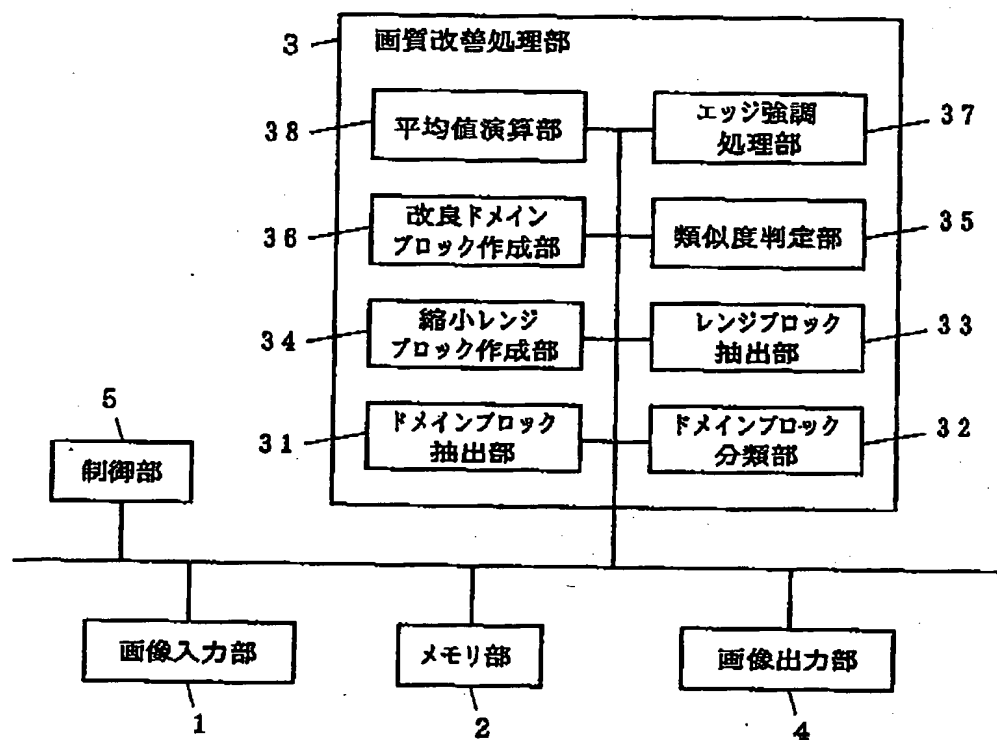 3
画質改善処理部
38
平均値演算部
エッジ強調
処理部
37
36
改良ドメイン
ブロック作成部
類似度判定部
35
34
縮小レンジ
ブロック作成部
レンジブロック
抽出部
33
31
ドメインブロック
抽出部
ドメインブロック
分類部
32
5
制御部
画像入力部
メモリ部
画像出力部
1
2
4